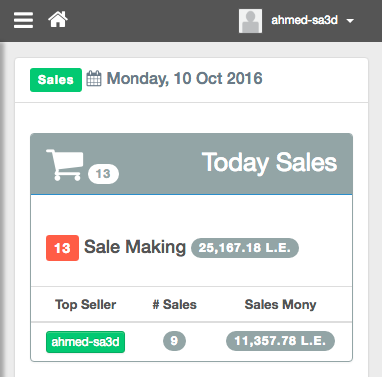 ahmed-sa3d
Sales Monday, 10 Oct 2016
13 Today Sales
13 Sale Making 25,167.18 L.E.
Top Seller # Sales Sales Mony
ahmed-sa3d 9 11,357.78 L.E.